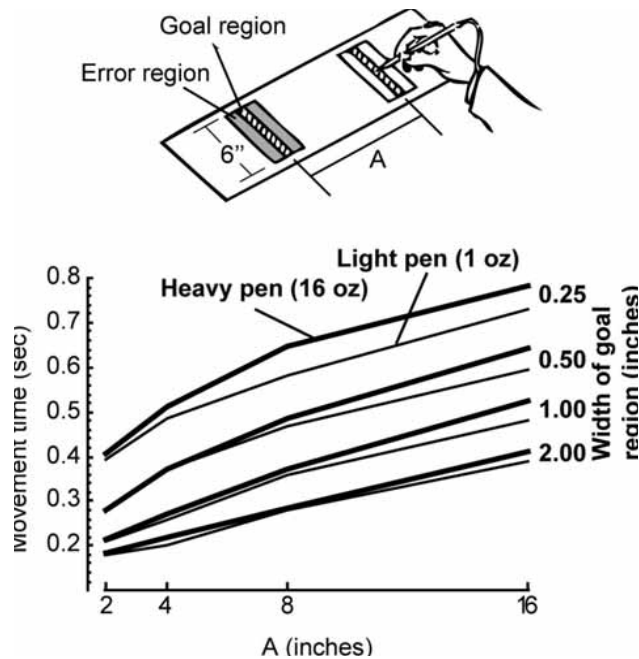 Goal region
Error region
6”
A
Light pen (1 oz)
Heavy pen (16 oz)
0.8
0.7
0.6
0.5
0.4
0.3
0.2
Movement time (sec)
0.25
0.50
1.00
2.00
Width of goal
region (inches)
2
4
8
16
A (inches)